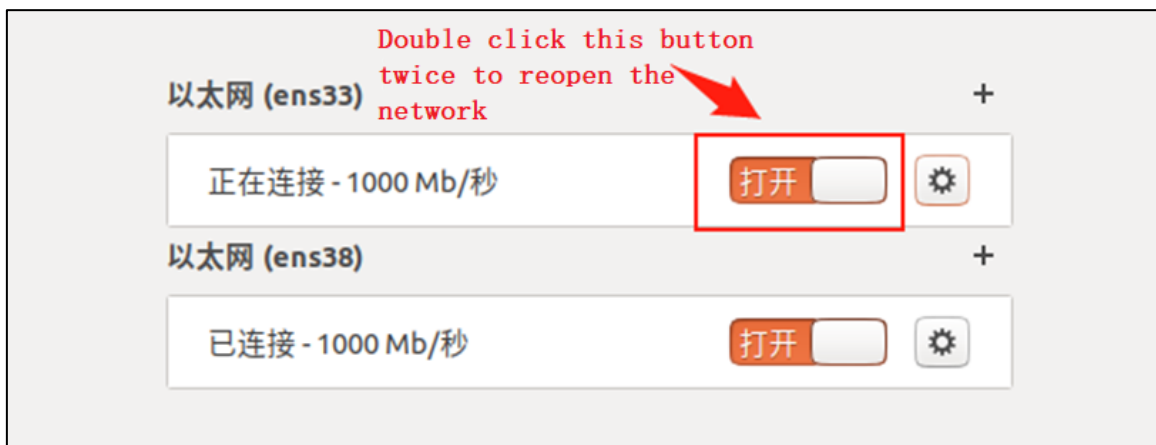 Double click this button
twice to reopen the
network
以太网 (ens33)
+
正在连接 - 1000 Mb/秒
打开
以太网 (ens38)
+
已连接 - 1000 Mb/秒
打开